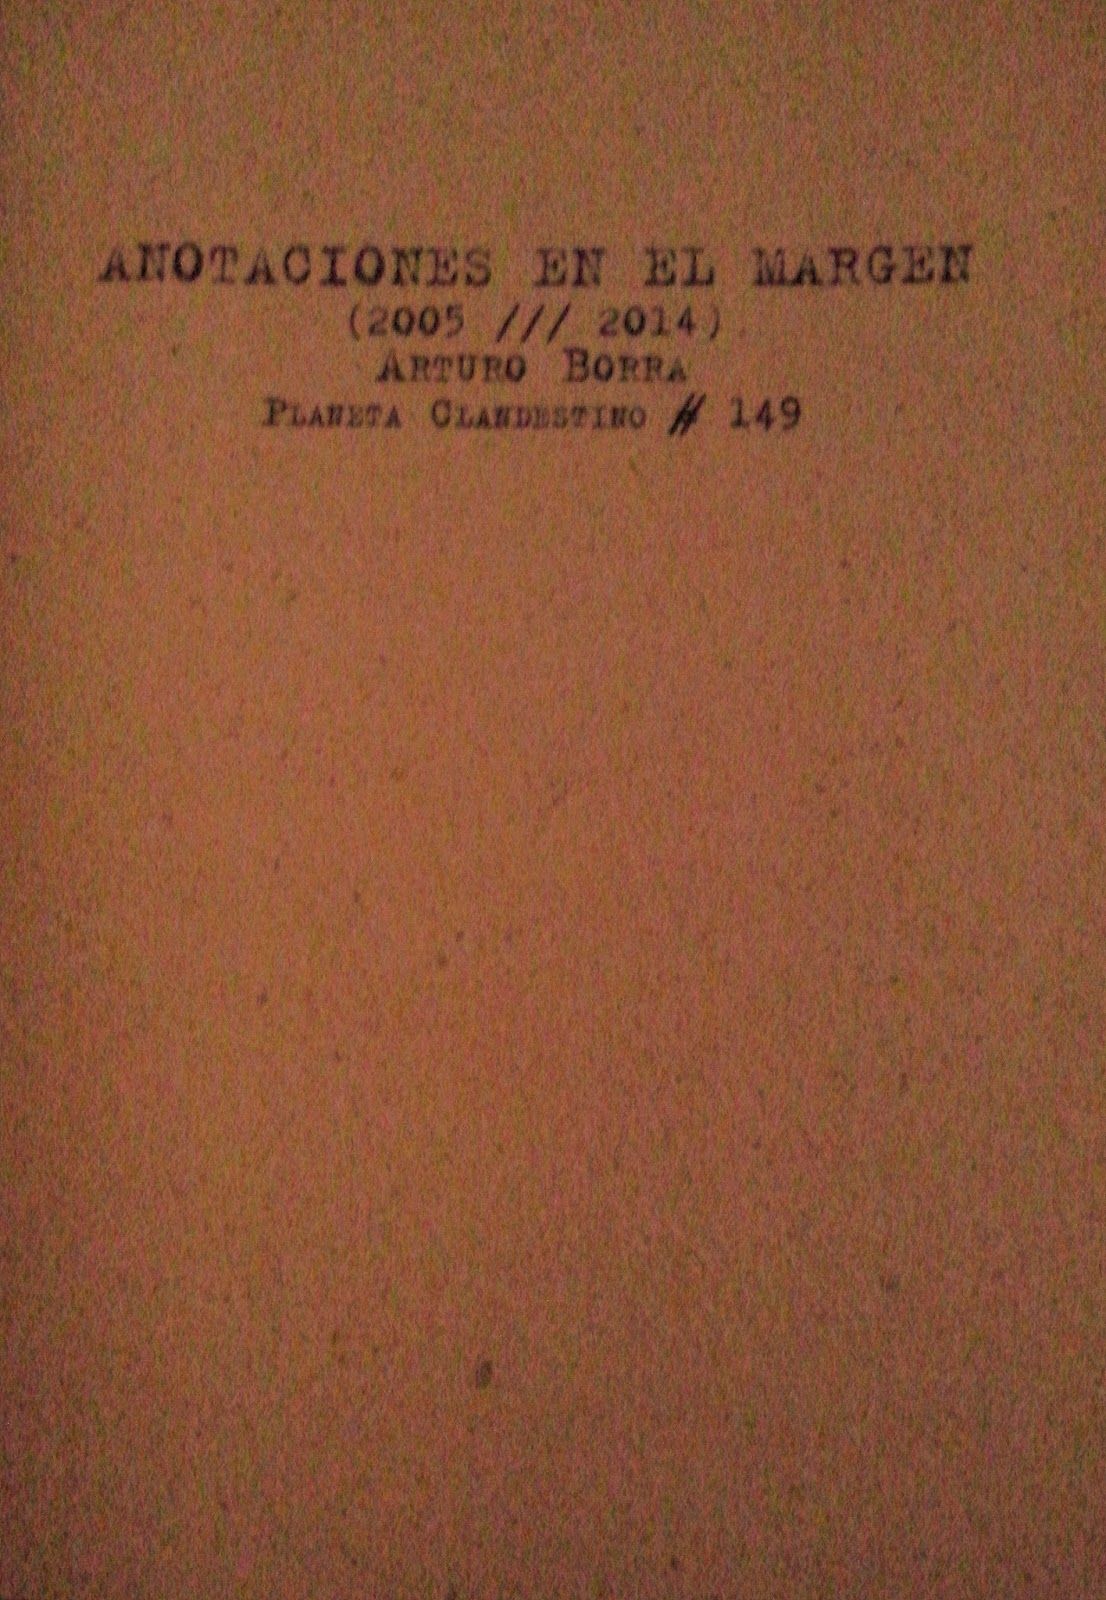 ANOTACIONES EN EL MARGEN
(2005 /// 2014)
ARTURO BORRA
PLANETA CLANDESTINO # 149